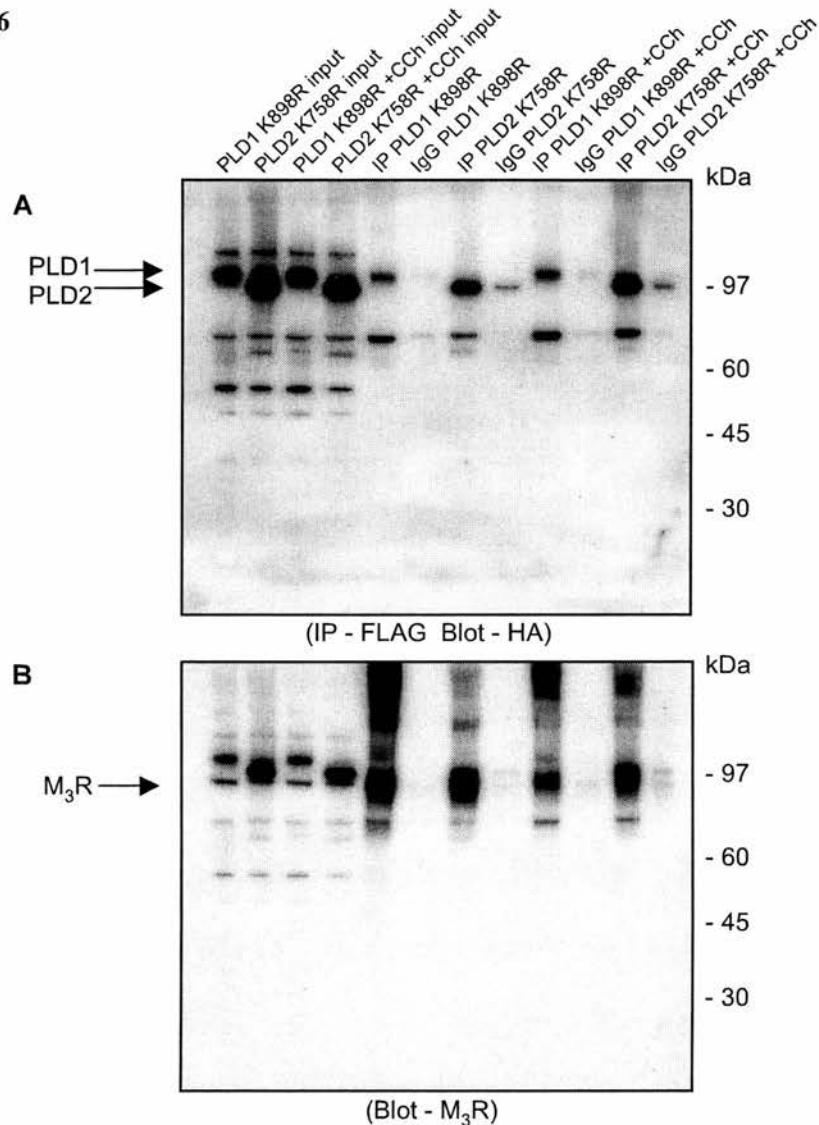 6
PLD1 K898R input
PLD2 K758R input
PLD1 K898R +CCh input
PLD2 K758R +CCh input
IP PLD1 K898R
IgG PLD1 K898R
IP PLD2 K758R
IgG PLD2 K758R
IP PLD1 K898R +CCh
IgG PLD1 K898R +CCh
IP PLD2 K758R +CCh
IgG PLD2 K758R +CCh
A
kDa
PLD1
PLD2
- 97
- 60
- 45
- 30
(IP - FLAG Blot - HA)
B
kDa
M₃R
- 97
- 60
- 45
- 30
(Blot - M₃R)